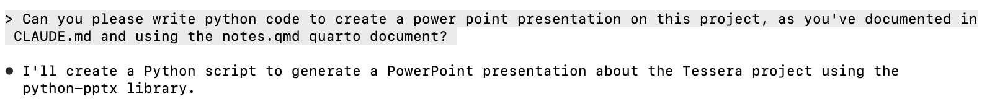 > Can you please write python code to create a power point presentation on this project, as you've documented in
CLAUDE.md and using the notes.qmd quarto document?
● I'll create a Python script to generate a PowerPoint presentation about the Tessera project using the
python-pptx library.